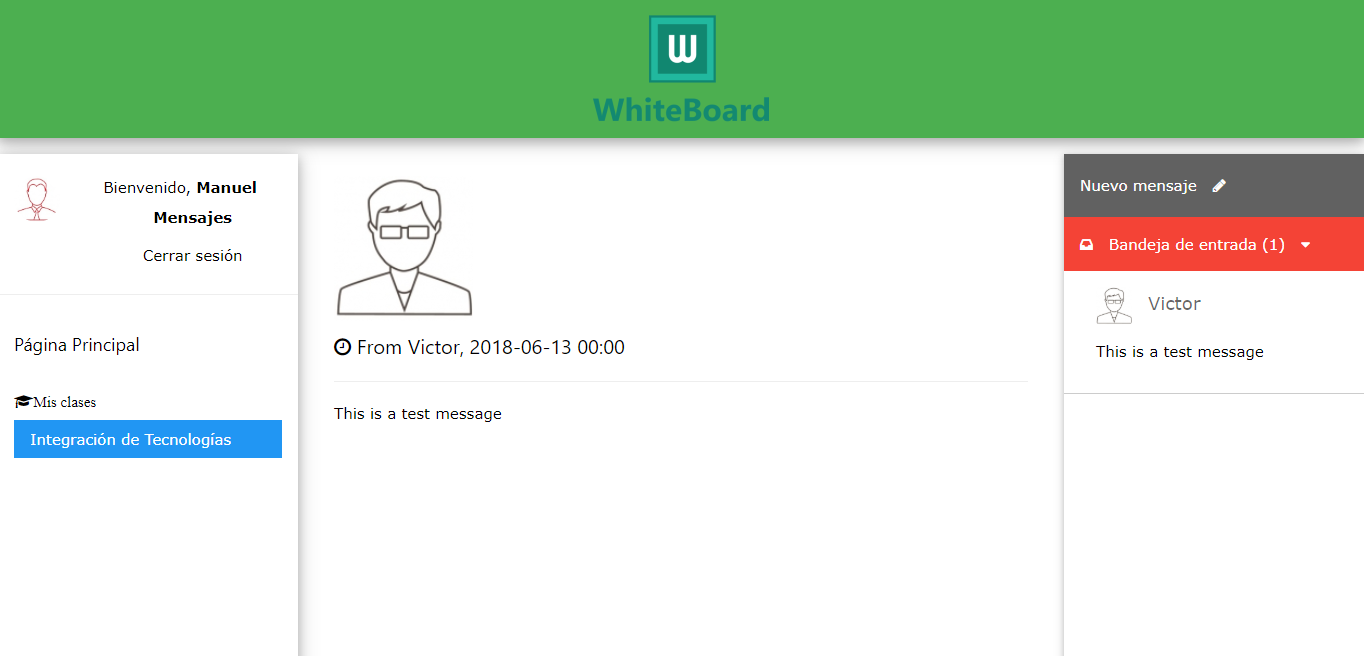 W
WhiteBoard
Bienvenido, Manuel
Mensajes
Cerrar sesión
Página Principal
Mis clases
Integración de Tecnologías
From Victor, 2018-06-13 00:00
This is a test message
Nuevo mensaje
Bandeja de entrada (1)
Victor
This is a test message